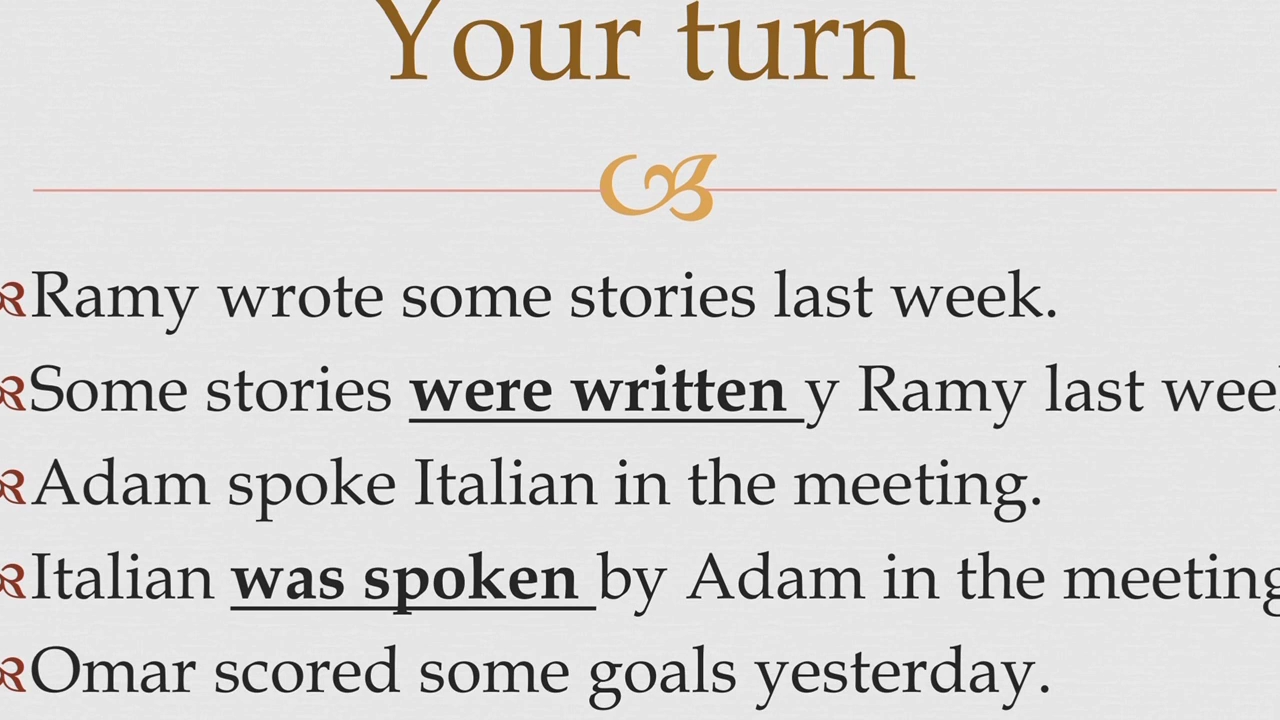 Your turn
Ramy wrote some stories last week.
Some stories were written y Ramy last wee
Adam spoke Italian in the meeting.
Italian was spoken by Adam in the meeting
Omar scored some goals yesterday.